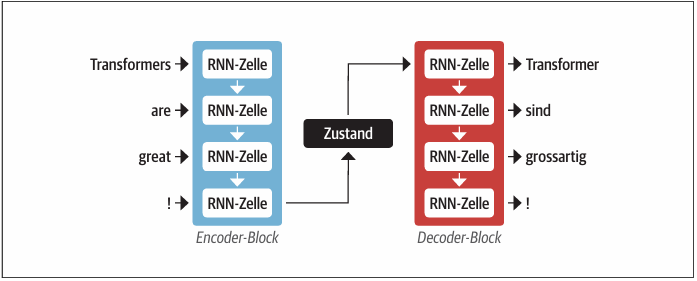 Transformers
RNN-Zelle
are
RNN-Zelle
great
RNN-Zelle
!
RNN-Zelle
Encoder-Block
Zustand
RNN-Zelle
Transformer
RNN-Zelle
sind
RNN-Zelle
grossartig
RNN-Zelle
!
Decoder-Block